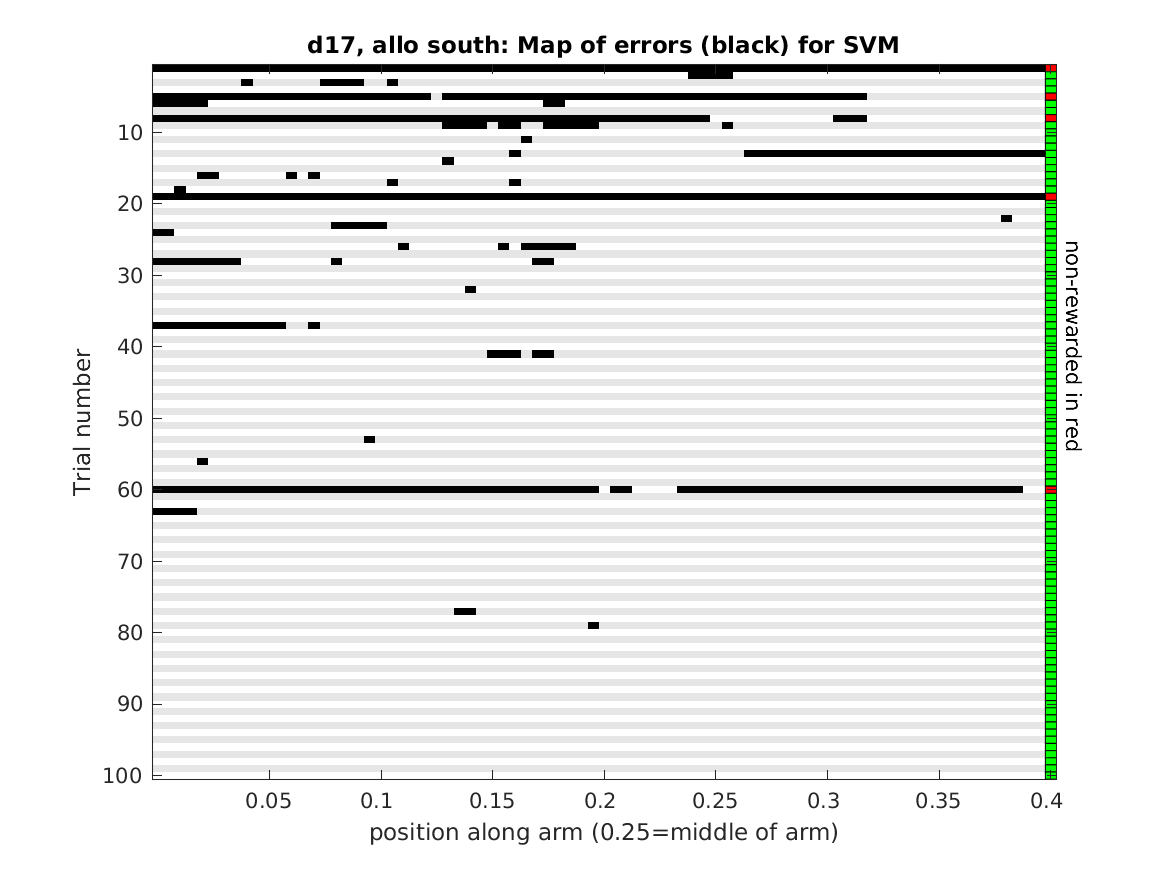 d17, allo south: Map of errors (black) for SVM
Trial number
10
20
30
40
50
60
70
80
90
100
non-rewarded in red
0.05 0.1 0.15 0.2 0.25 0.3 0.35 0.4
position along arm (0.25=middle of arm)